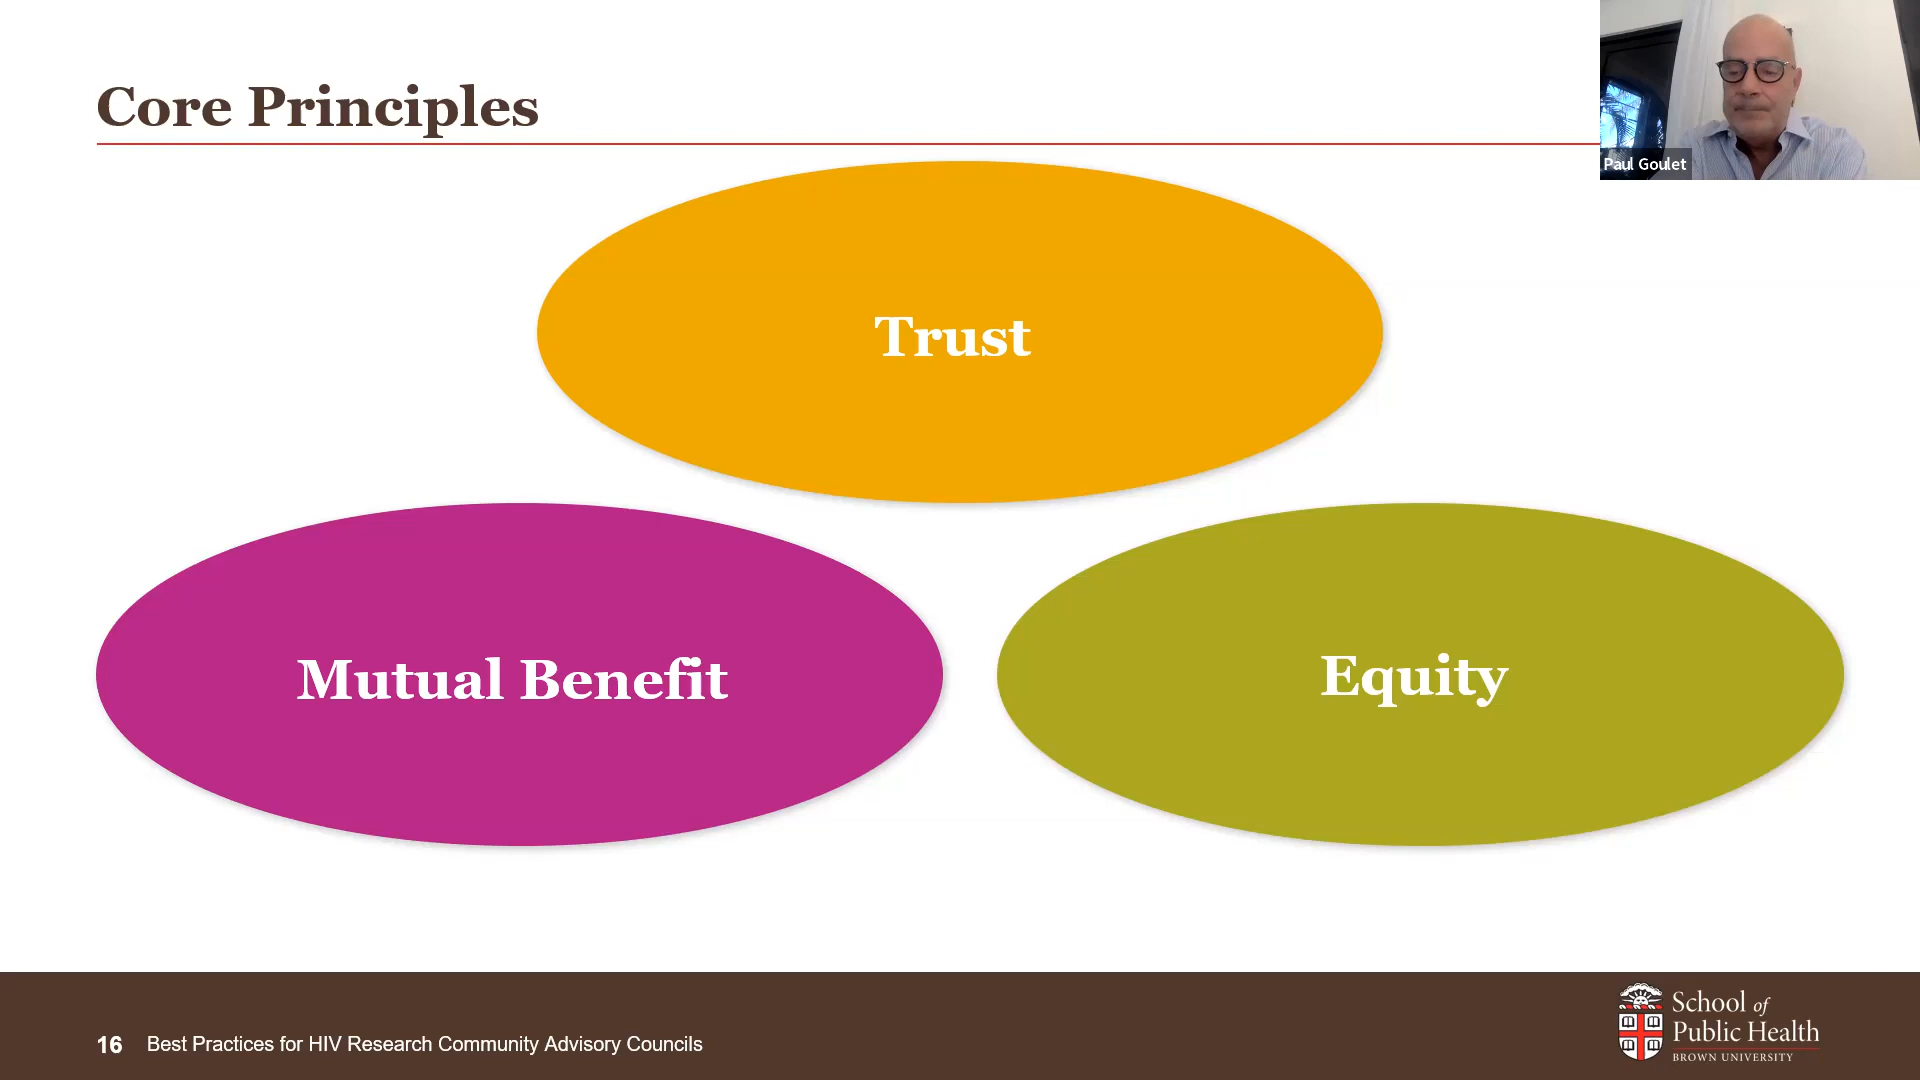 Core Principles
Paul Goulet
Trust
Mutual Benefit
Equity
16 Best Practices for HIV Research Community Advisory Councils
School of
Public Health
BROWN UNIVERSITY